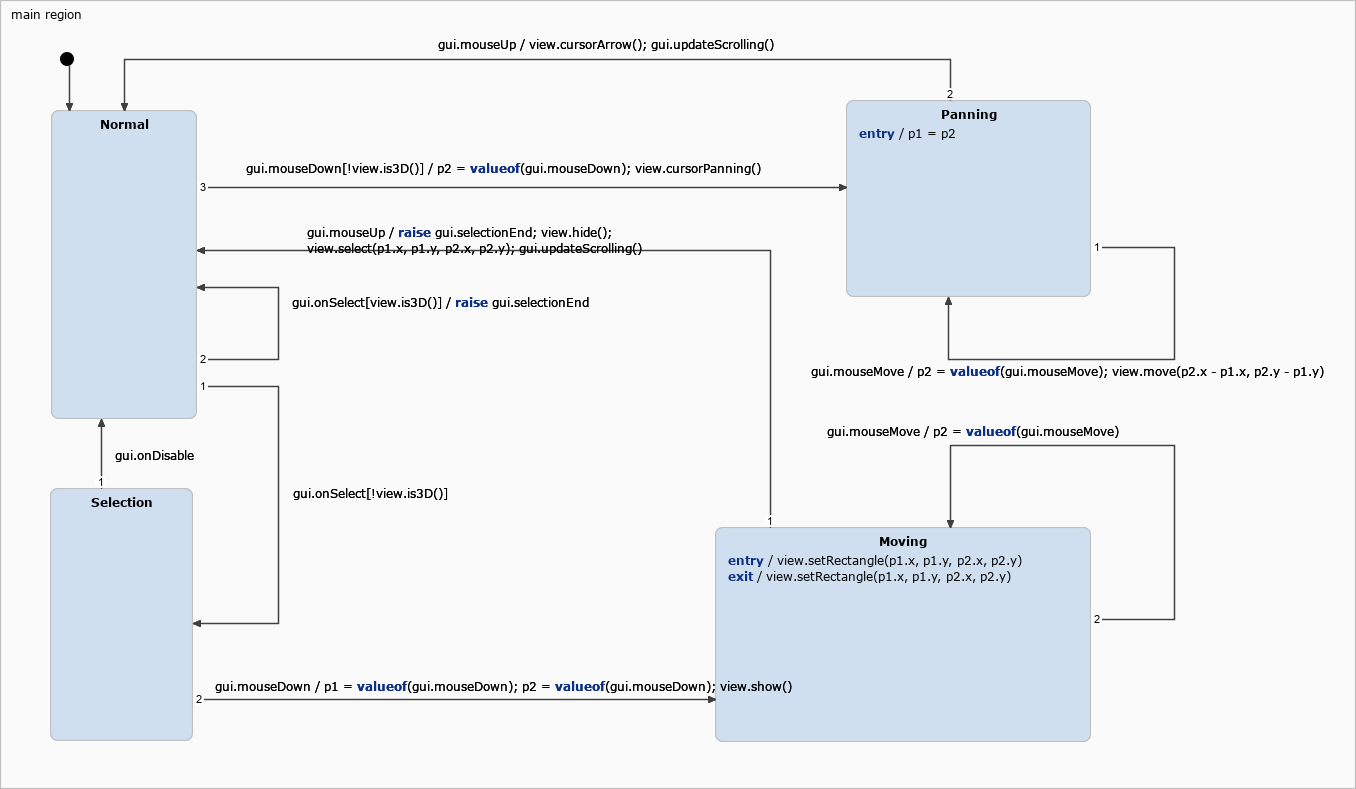 main region
gui.mouseUp / view.cursorArrow(); gui.updateScrolling()
2
Normal
Panning
entry / p1 = p2
gui.mouseDown[!view.is3D()] / p2 = valueof(gui.mouseDown); view.cursorPanning()
3
gui.mouseUp / raise gui.selectionEnd; view.hide();
view.select(p1.x, p1.y, p2.x, p2.y); gui.updateScrolling()
1
1
gui.onSelect[view.is3D()] / raise gui.selectionEnd
2
gui.mouseMove / p2 = valueof(gui.mouseMove); view.move(p2.x - p1.x, p2.y - p1.y)
1
gui.mouseMove / p2 = valueof(gui.mouseMove)
gui.onDisable
1
gui.onSelect[!view.is3D()]
Selection
1
Moving
entry / view.setRectangle(p1.x, p1.y, p2.x, p2.y)
exit / view.setRectangle(p1.x, p1.y, p2.x, p2.y)
2
gui.mouseDown / p1 = valueof(gui.mouseDown); p2 = valueof(gui.mouseDown); view.show()
2